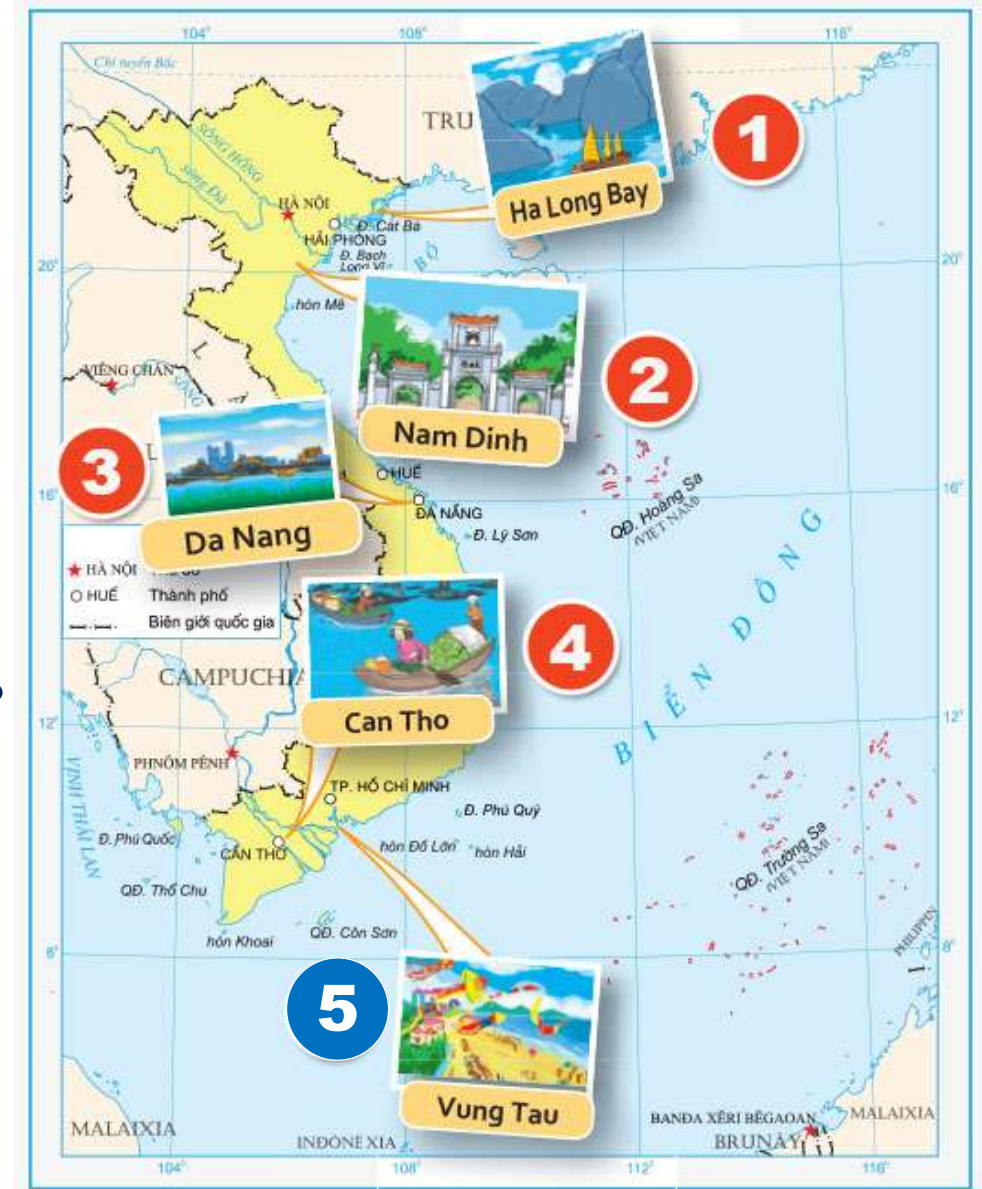 104°
108°
116°
Chí tuyến Bắc
TRU
1
SÔNG HỒNG
Sông Đà
Ha Long Bay
HÀ NỘI
Đ. Cát Bà
HẢI PHÒNG
Đ. Bạch
Long Vĩ
BỘ
20°
20°
hòn Mê
VIÊNG CHĂN
SÔNG
L
2
Nam Dinh
3
HUẾ
16°
16°
ĐÀ NẴNG
Da Nang
Đ. Lý Sơn
QĐ. Hoàng Sa
(VIỆT NAM)
HÀ NỘI
HUẾ
Thành phố
Biên giới quốc gia
BIỂN ĐÔNG
4
CAMPUCHIA
Can Tho
12°
12°
PHNÔM PÊNH
VỊNH THÁI LAN
TP. HỒ CHÍ MINH
Đ. Phú Quý
Đ. Phú Quốc
CẦN THƠ
hòn Đồ Lớn
hòn Hải
QĐ. Trường Sa
(VIỆT NAM)
QĐ. Thổ Chu
QĐ. Côn Sơn
hòn Khoai
PHILIPPIN
8°
8°
5
Vung Tau
MALAIXIA
INĐÔNÊXIA
BANĐA XÊRI BÊGAOAN
MALAIXIA
BRUNÂY
104°
108°
112°
116°